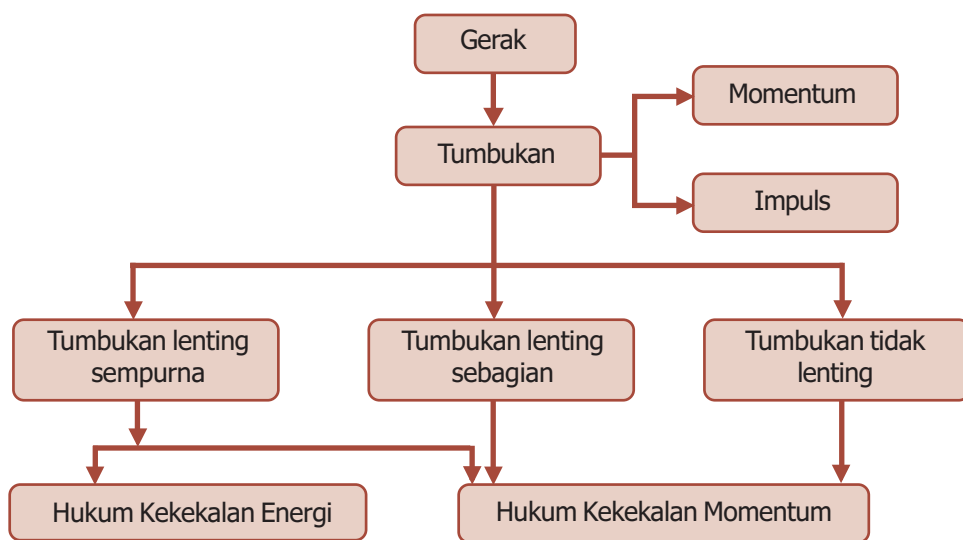 Gerak
Tumbukan
Momentum
Impuls
Tumbukan lenting
sempurna
Tumbukan lenting
sebagian
Tumbukan tidak
lenting
Hukum Kekekalan Energi
Hukum Kekekalan Momentum